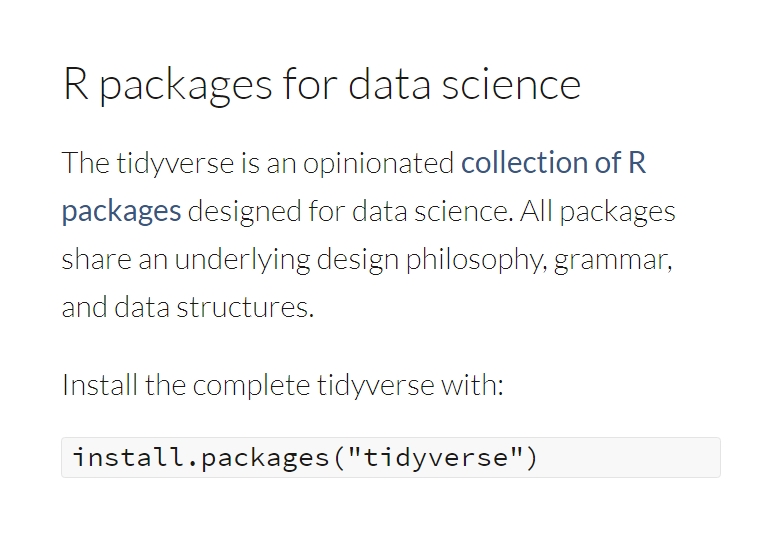 R packages for data science
The tidyverse is an opinionated collection of R
packages designed for data science. All packages
share an underlying design philosophy, grammar,
and data structures.
Install the complete tidyverse with:
install.packages("tidyverse")